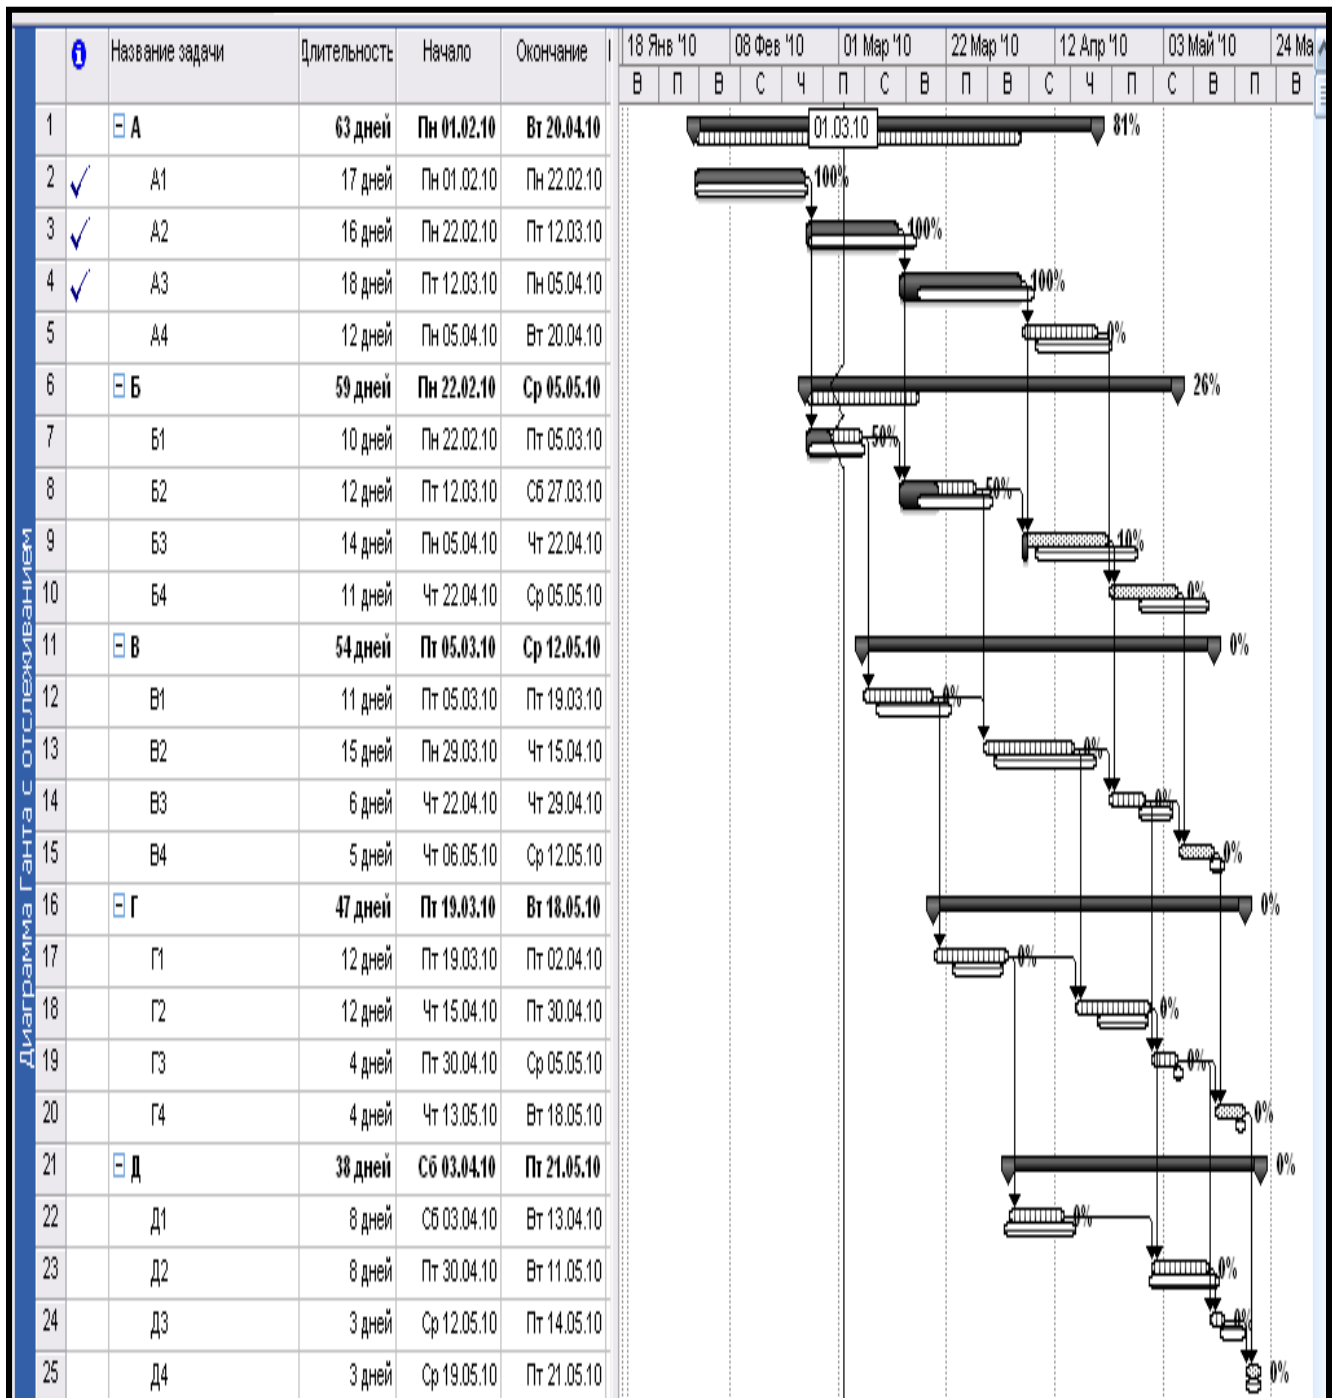 Диаграмма Ганта с отслеживанием
Название задачи Длительность Начало Окончание
18 Янв '10 08 Фев '10 01 Мар '10 22 Мар '10 12 Апр '10 03 Май '10 24 Ма
В П В С Ч П С В П В С Ч П С В П В
1 А 63 дней Пн 01.02.10 Вт 20.04.10 01.03.10 81%
2 А1 17 дней Пн 01.02.10 Пн 22.02.10 100%
3 А2 16 дней Пн 22.02.10 Пт 12.03.10 100%
4 А3 18 дней Пт 12.03.10 Пн 05.04.10 100%
5 А4 12 дней Пн 05.04.10 Вт 20.04.10 0%
6 Б 59 дней Пн 22.02.10 Ср 05.05.10 26%
7 Б1 10 дней Пн 22.02.10 Пт 05.03.10 50%
8 Б2 12 дней Пт 12.03.10 Сб 27.03.10 50%
9 Б3 14 дней Пн 05.04.10 Чт 22.04.10 10%
10 Б4 11 дней Чт 22.04.10 Ср 05.05.10 0%
11 В 54 дней Пт 05.03.10 Ср 12.05.10 0%
12 В1 11 дней Пт 05.03.10 Пт 19.03.10 0%
13 В2 15 дней Пн 29.03.10 Чт 15.04.10 0%
14 В3 6 дней Чт 22.04.10 Чт 29.04.10 0%
15 В4 5 дней Чт 06.05.10 Ср 12.05.10 0%
16 Г 47 дней Пт 19.03.10 Вт 18.05.10 0%
17 Г1 12 дней Пт 19.03.10 Пт 02.04.10 0%
18 Г2 12 дней Чт 15.04.10 Пт 30.04.10 0%
19 Г3 4 дней Пт 30.04.10 Ср 05.05.10 0%
20 Г4 4 дней Чт 13.05.10 Вт 18.05.10 0%
21 Д 38 дней Сб 03.04.10 Пт 21.05.10 0%
22 Д1 8 дней Сб 03.04.10 Вт 13.04.10 0%
23 Д2 8 дней Пт 30.04.10 Вт 11.05.10 0%
24 Д3 3 дней Ср 12.05.10 Пт 14.05.10 0%
25 Д4 3 дней Ср 19.05.10 Пт 21.05.10 0%